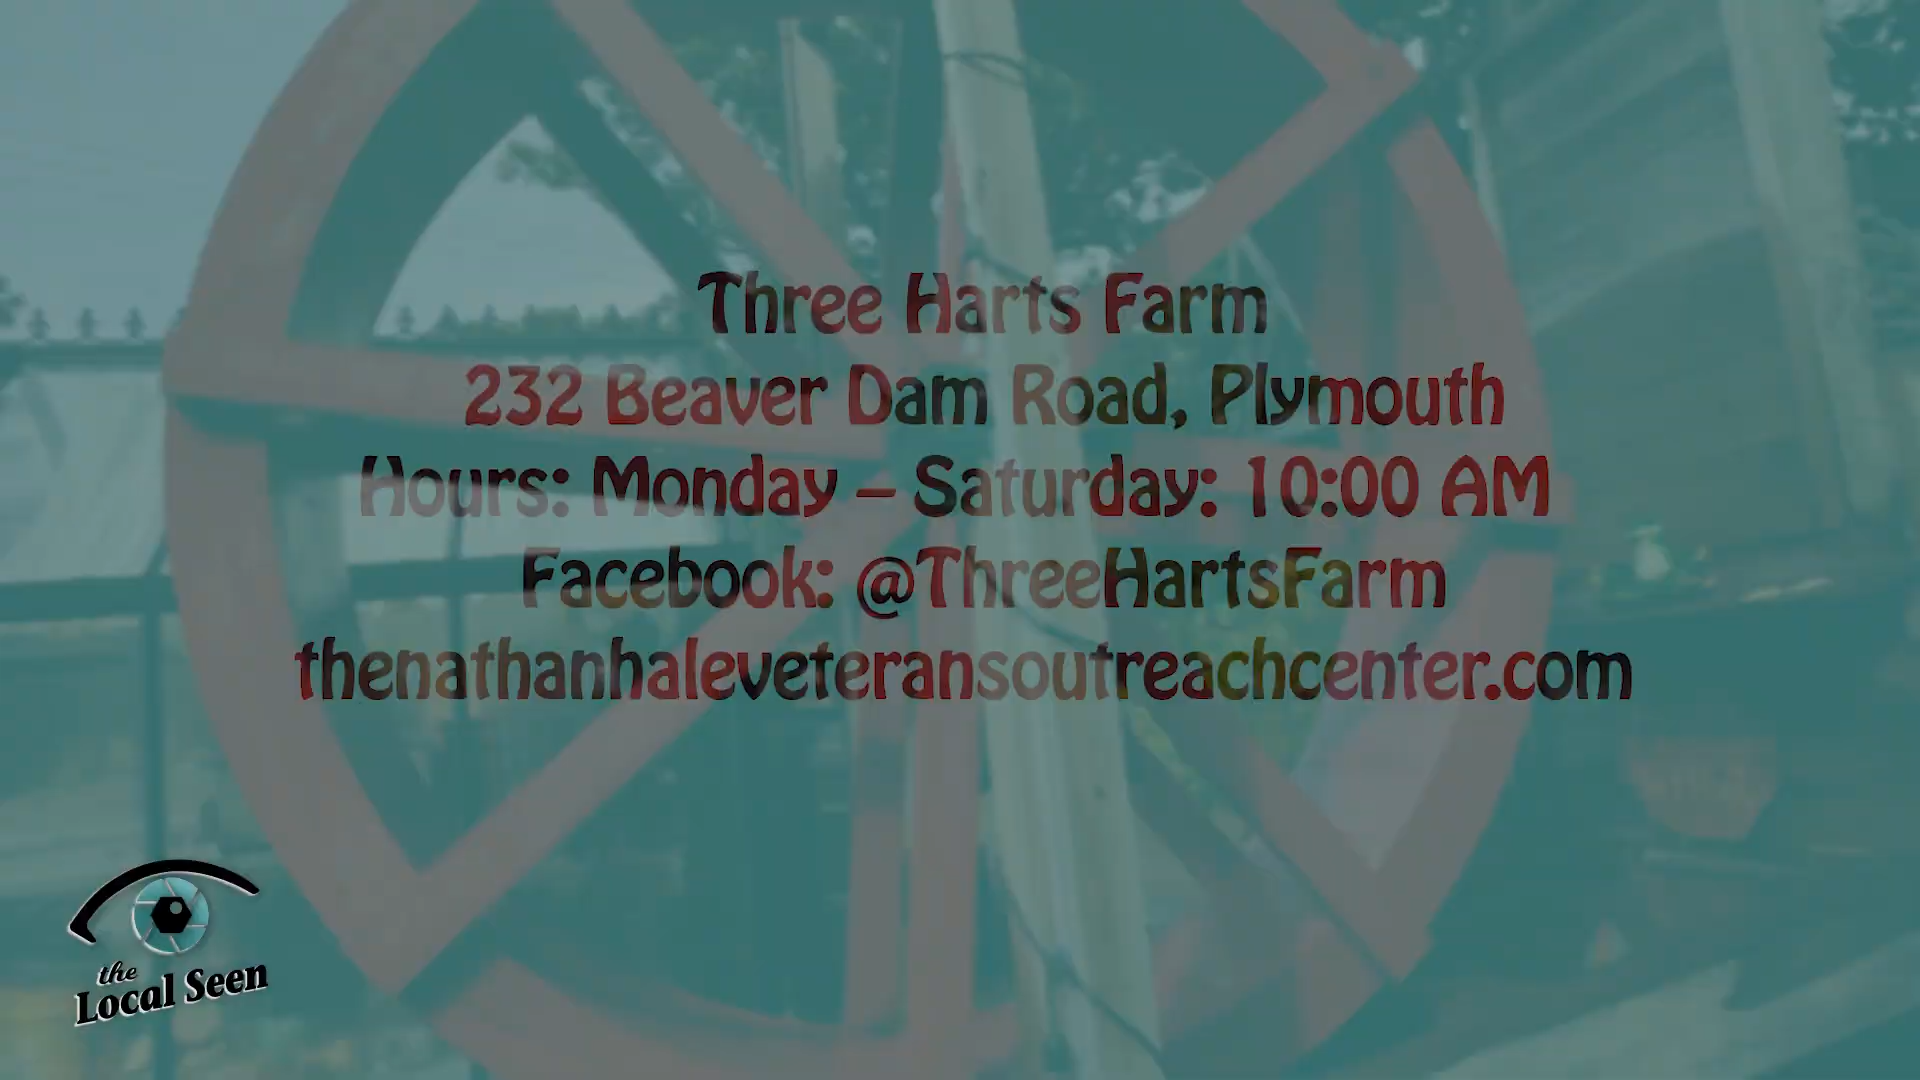 Three Harts Farm
232 Beaver Dam Road, Plymouth
Hours: Monday – Saturday: 10:00 AM
Facebook: @ThreeHartsFarm
thenathanhaleveteransoutreachcenter.com
the
Local Seen